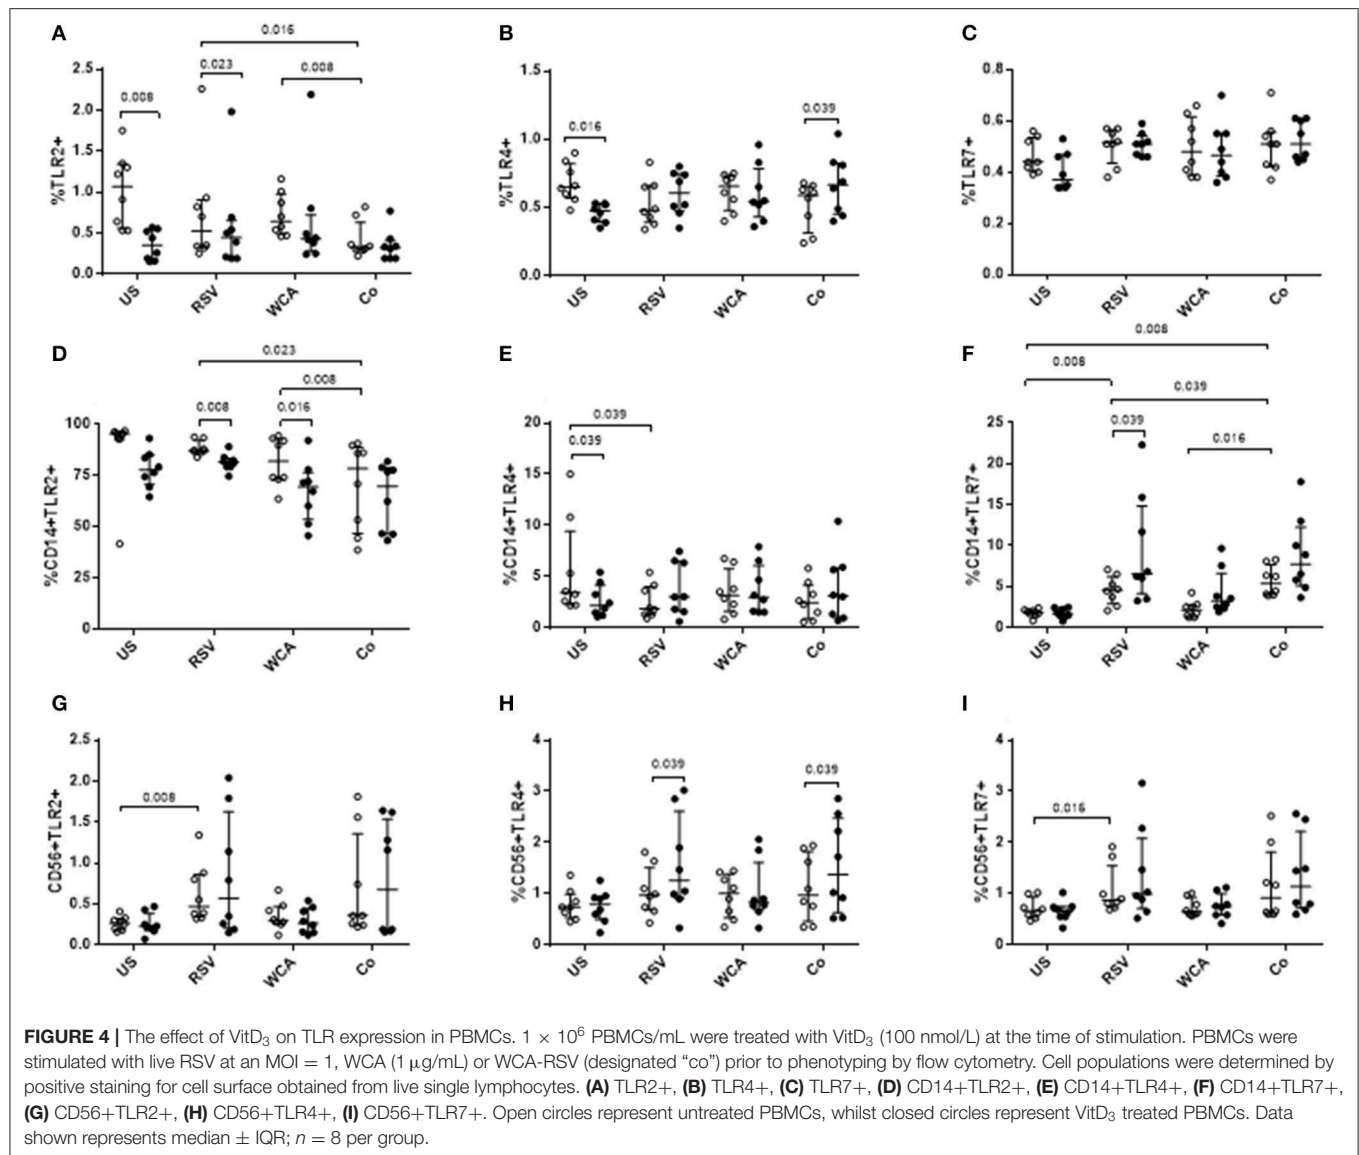 A
0.016
0.023
0.008
0.008
2.5
2.0
1.5
1.0
0.5
0.0
%TLR2+
US
RSV
WCA
Co
B
0.039
0.016
1.5
1.0
0.5
0.0
%TLR4+
US
RSV
WCA
Co
C
0.8
0.6
0.4
0.2
0.0
%TLR7+
US
RSV
WCA
Co
D
0.023
0.008
0.008
0.016
100
75
50
25
0
%CD14+TLR2+
US
RSV
WCA
Co
E
0.039
0.039
20
15
10
5
0
%CD14+TLR4+
US
RSV
WCA
Co
F
0.008
0.008
0.039
0.039
0.016
25
20
15
10
5
0
%CD14+TLR7+
US
RSV
WCA
Co
G
0.008
2.5
2.0
1.5
1.0
0.5
0.0
CD56+TLR2+
US
RSV
WCA
Co
H
0.039
0.039
4
3
2
1
0
%CD56+TLR4+
US
RSV
WCA
Co
I
0.016
4
3
2
1
0
%CD56+TLR7+
US
RSV
WCA
Co
FIGURE 4 | The effect of VitD₃ on TLR expression in PBMCs. 1 × 10⁶ PBMCs/mL were treated with VitD₃ (100 nmol/L) at the time of stimulation. PBMCs were
stimulated with live RSV at an MOI = 1, WCA (1 μg/mL) or WCA-RSV (designated “co”) prior to phenotyping by flow cytometry. Cell populations were determined by
positive staining for cell surface obtained from live single lymphocytes. (A) TLR2+, (B) TLR4+, (C) TLR7+, (D) CD14+TLR2+, (E) CD14+TLR4+, (F) CD14+TLR7+,
(G) CD56+TLR2+, (H) CD56+TLR4+, (I) CD56+TLR7+. Open circles represent untreated PBMCs, whilst closed circles represent VitD₃ treated PBMCs. Data
shown represents median ± IQR; n = 8 per group.